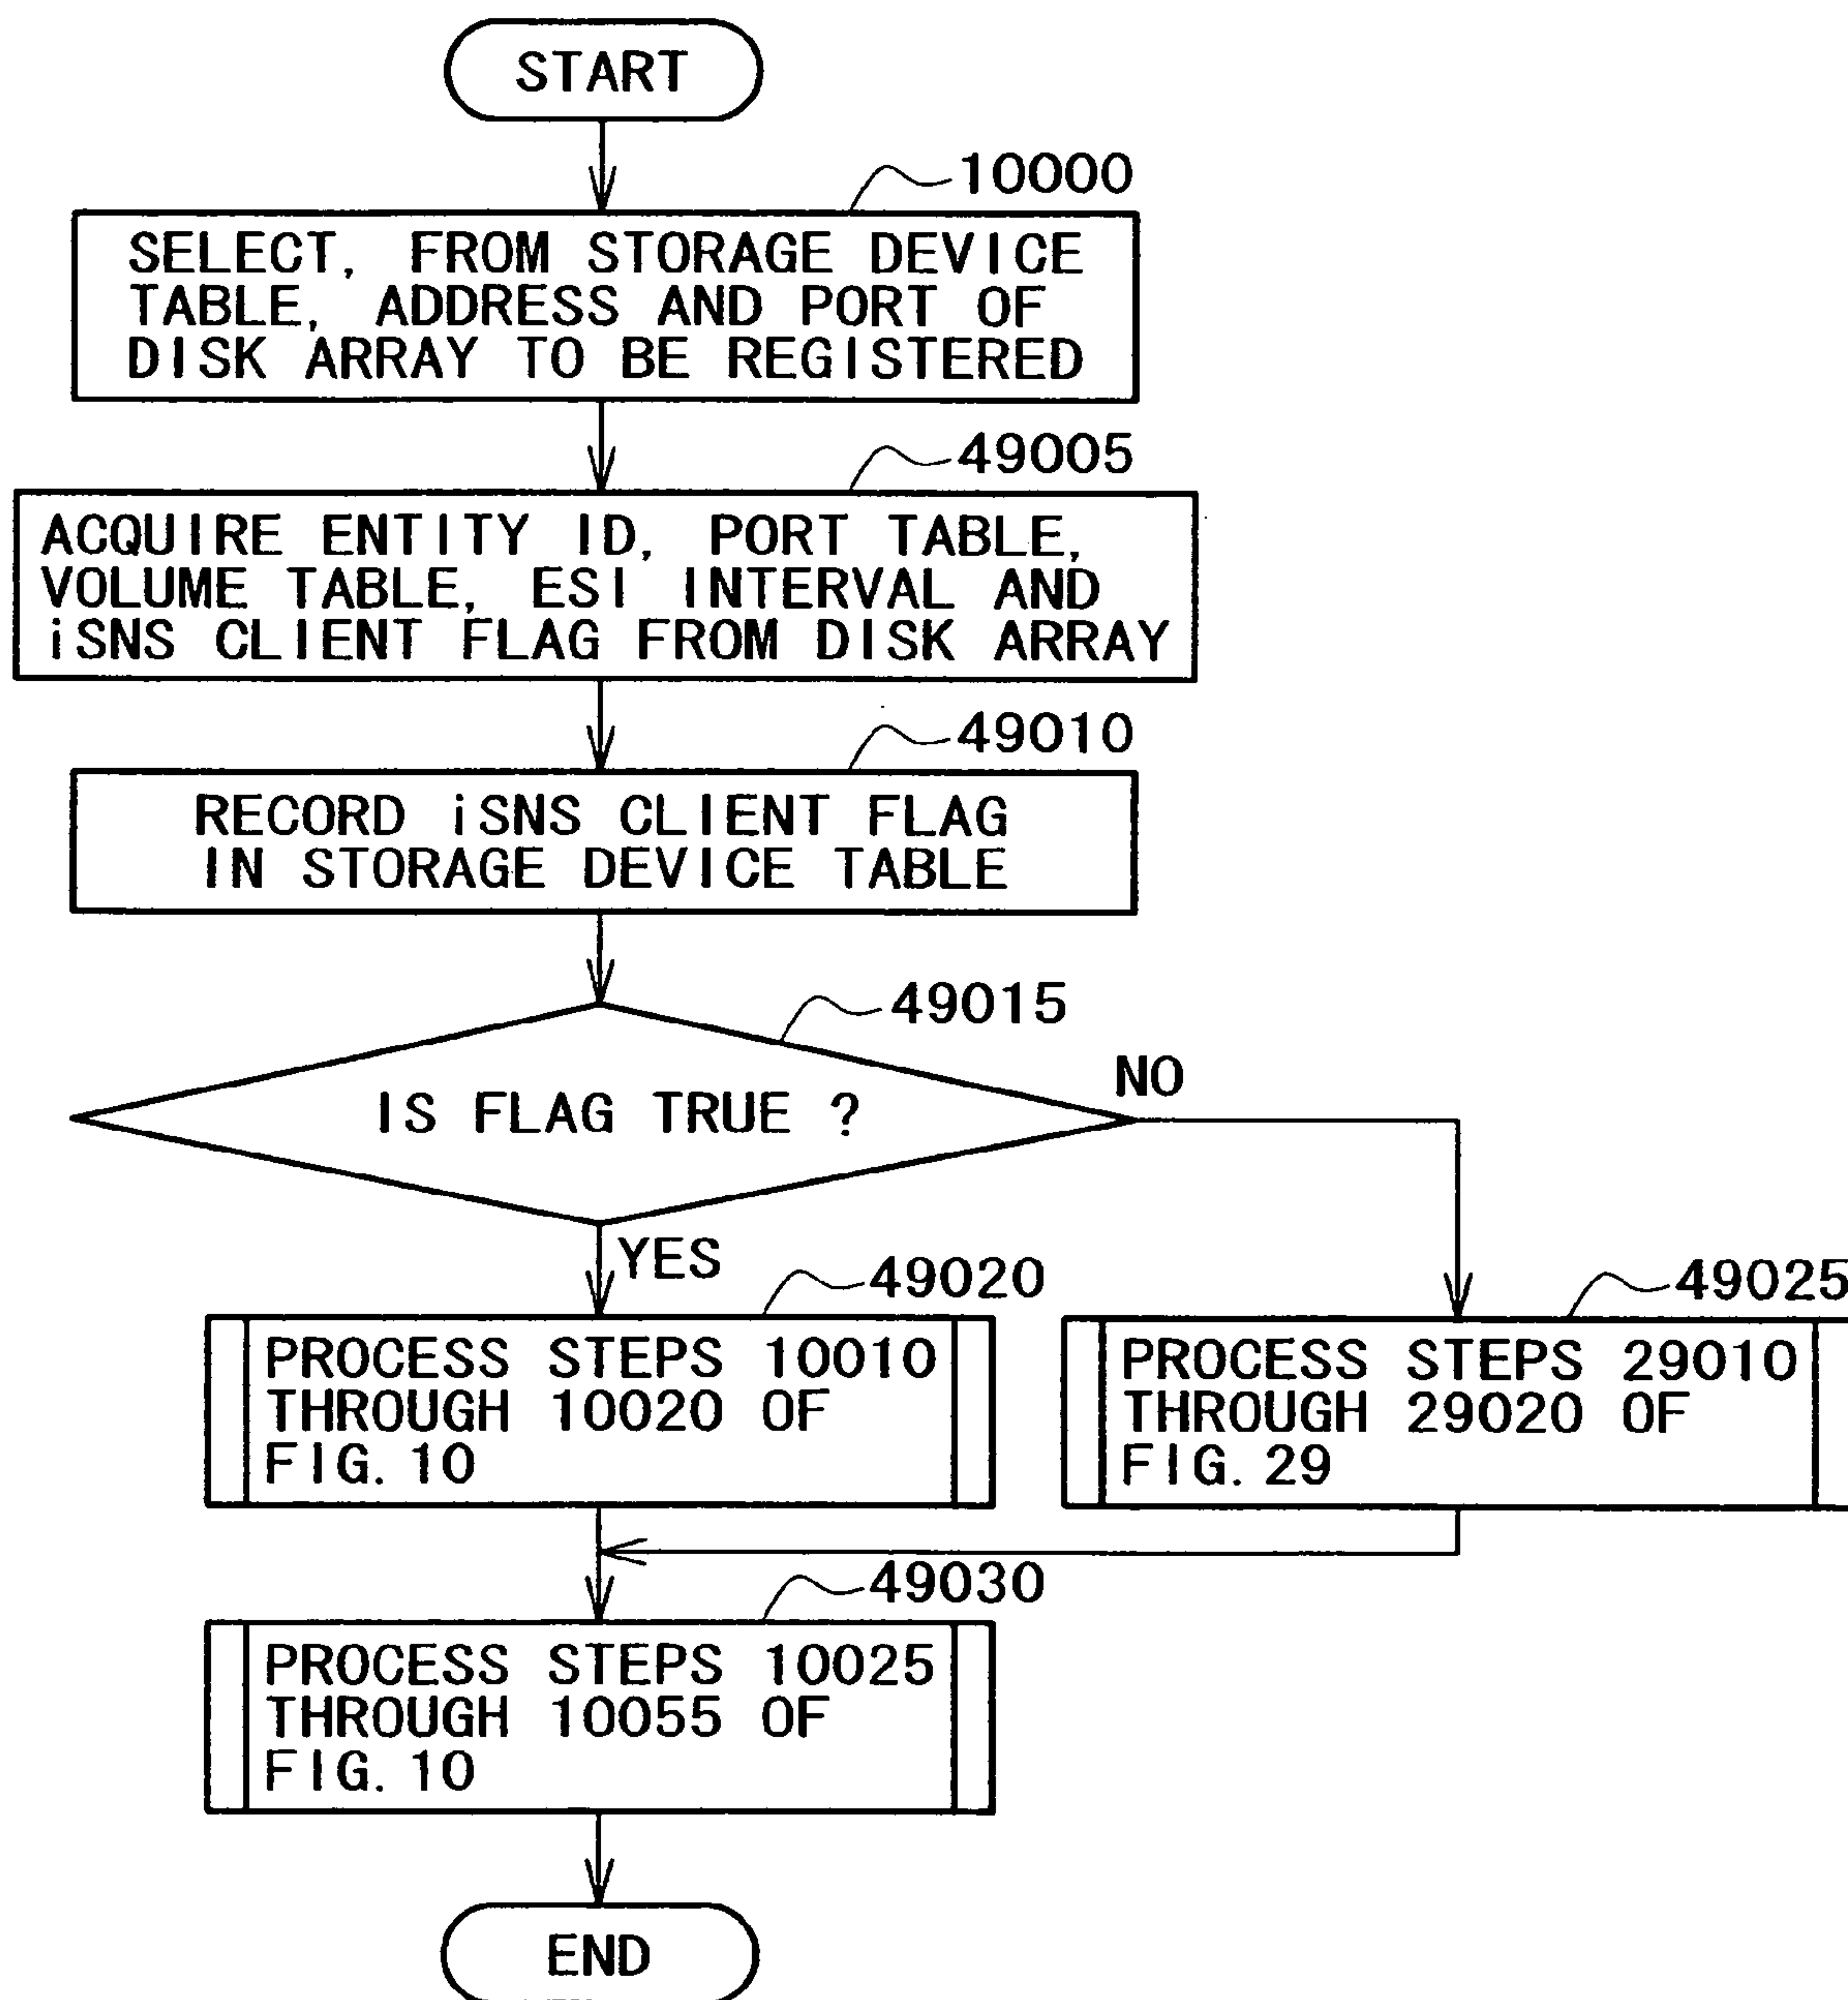 START
10000
SELECT, FROM STORAGE DEVICE
TABLE, ADDRESS AND PORT OF
DISK ARRAY TO BE REGISTERED
49005
ACQUIRE ENTITY ID, PORT TABLE,
VOLUME TABLE, ESI INTERVAL AND
iSNS CLIENT FLAG FROM DISK ARRAY
49010
RECORD iSNS CLIENT FLAG
IN STORAGE DEVICE TABLE
49015
IS FLAG TRUE ?
NO
YES
49020
PROCESS STEPS 10010
THROUGH 10020 OF
FIG. 10
49025
PROCESS STEPS 29010
THROUGH 29020 OF
FIG. 29
49030
PROCESS STEPS 10025
THROUGH 10055 OF
FIG. 10
END